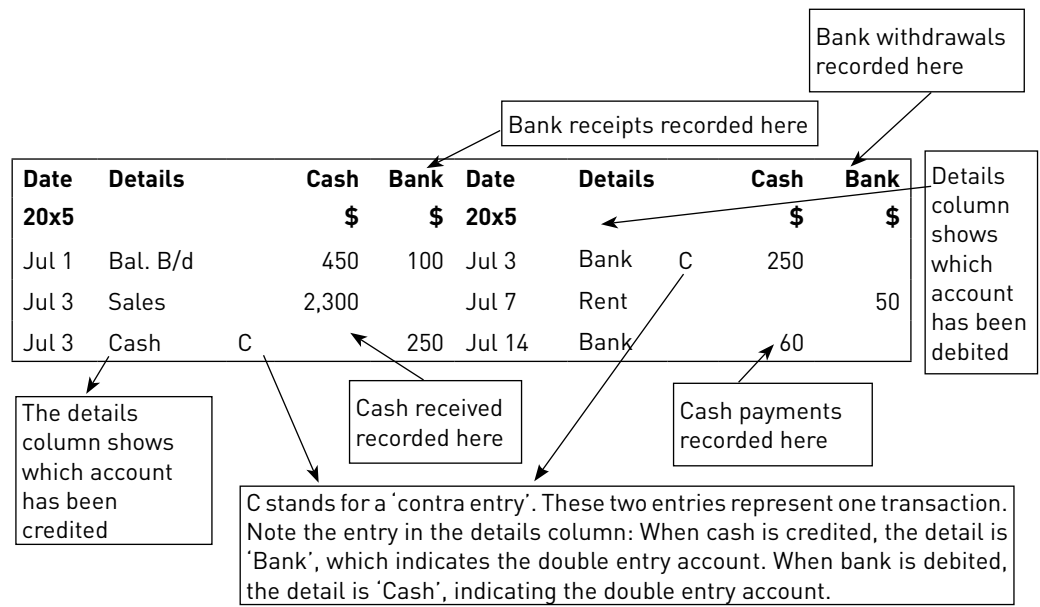 Bank withdrawals
recorded here
Bank receipts recorded here
Date Details Cash Bank Date Details Cash Bank
20x5 $ $ 20x5 $ $
Jul 1 Bal. B/d 450 100 Jul 3 Bank C 250
Jul 3 Sales 2,300 Jul 7 Rent 50
Jul 3 Cash C 250 Jul 14 Bank 60
Details
column
shows
which
account
has been
debited
The details
column shows
which account
has been
credited
Cash received
recorded here
Cash payments
recorded here
C stands for a ‘contra entry’. These two entries represent one transaction.
Note the entry in the details column: When cash is credited, the detail is
‘Bank’, which indicates the double entry account. When bank is debited,
the detail is ‘Cash’, indicating the double entry account.